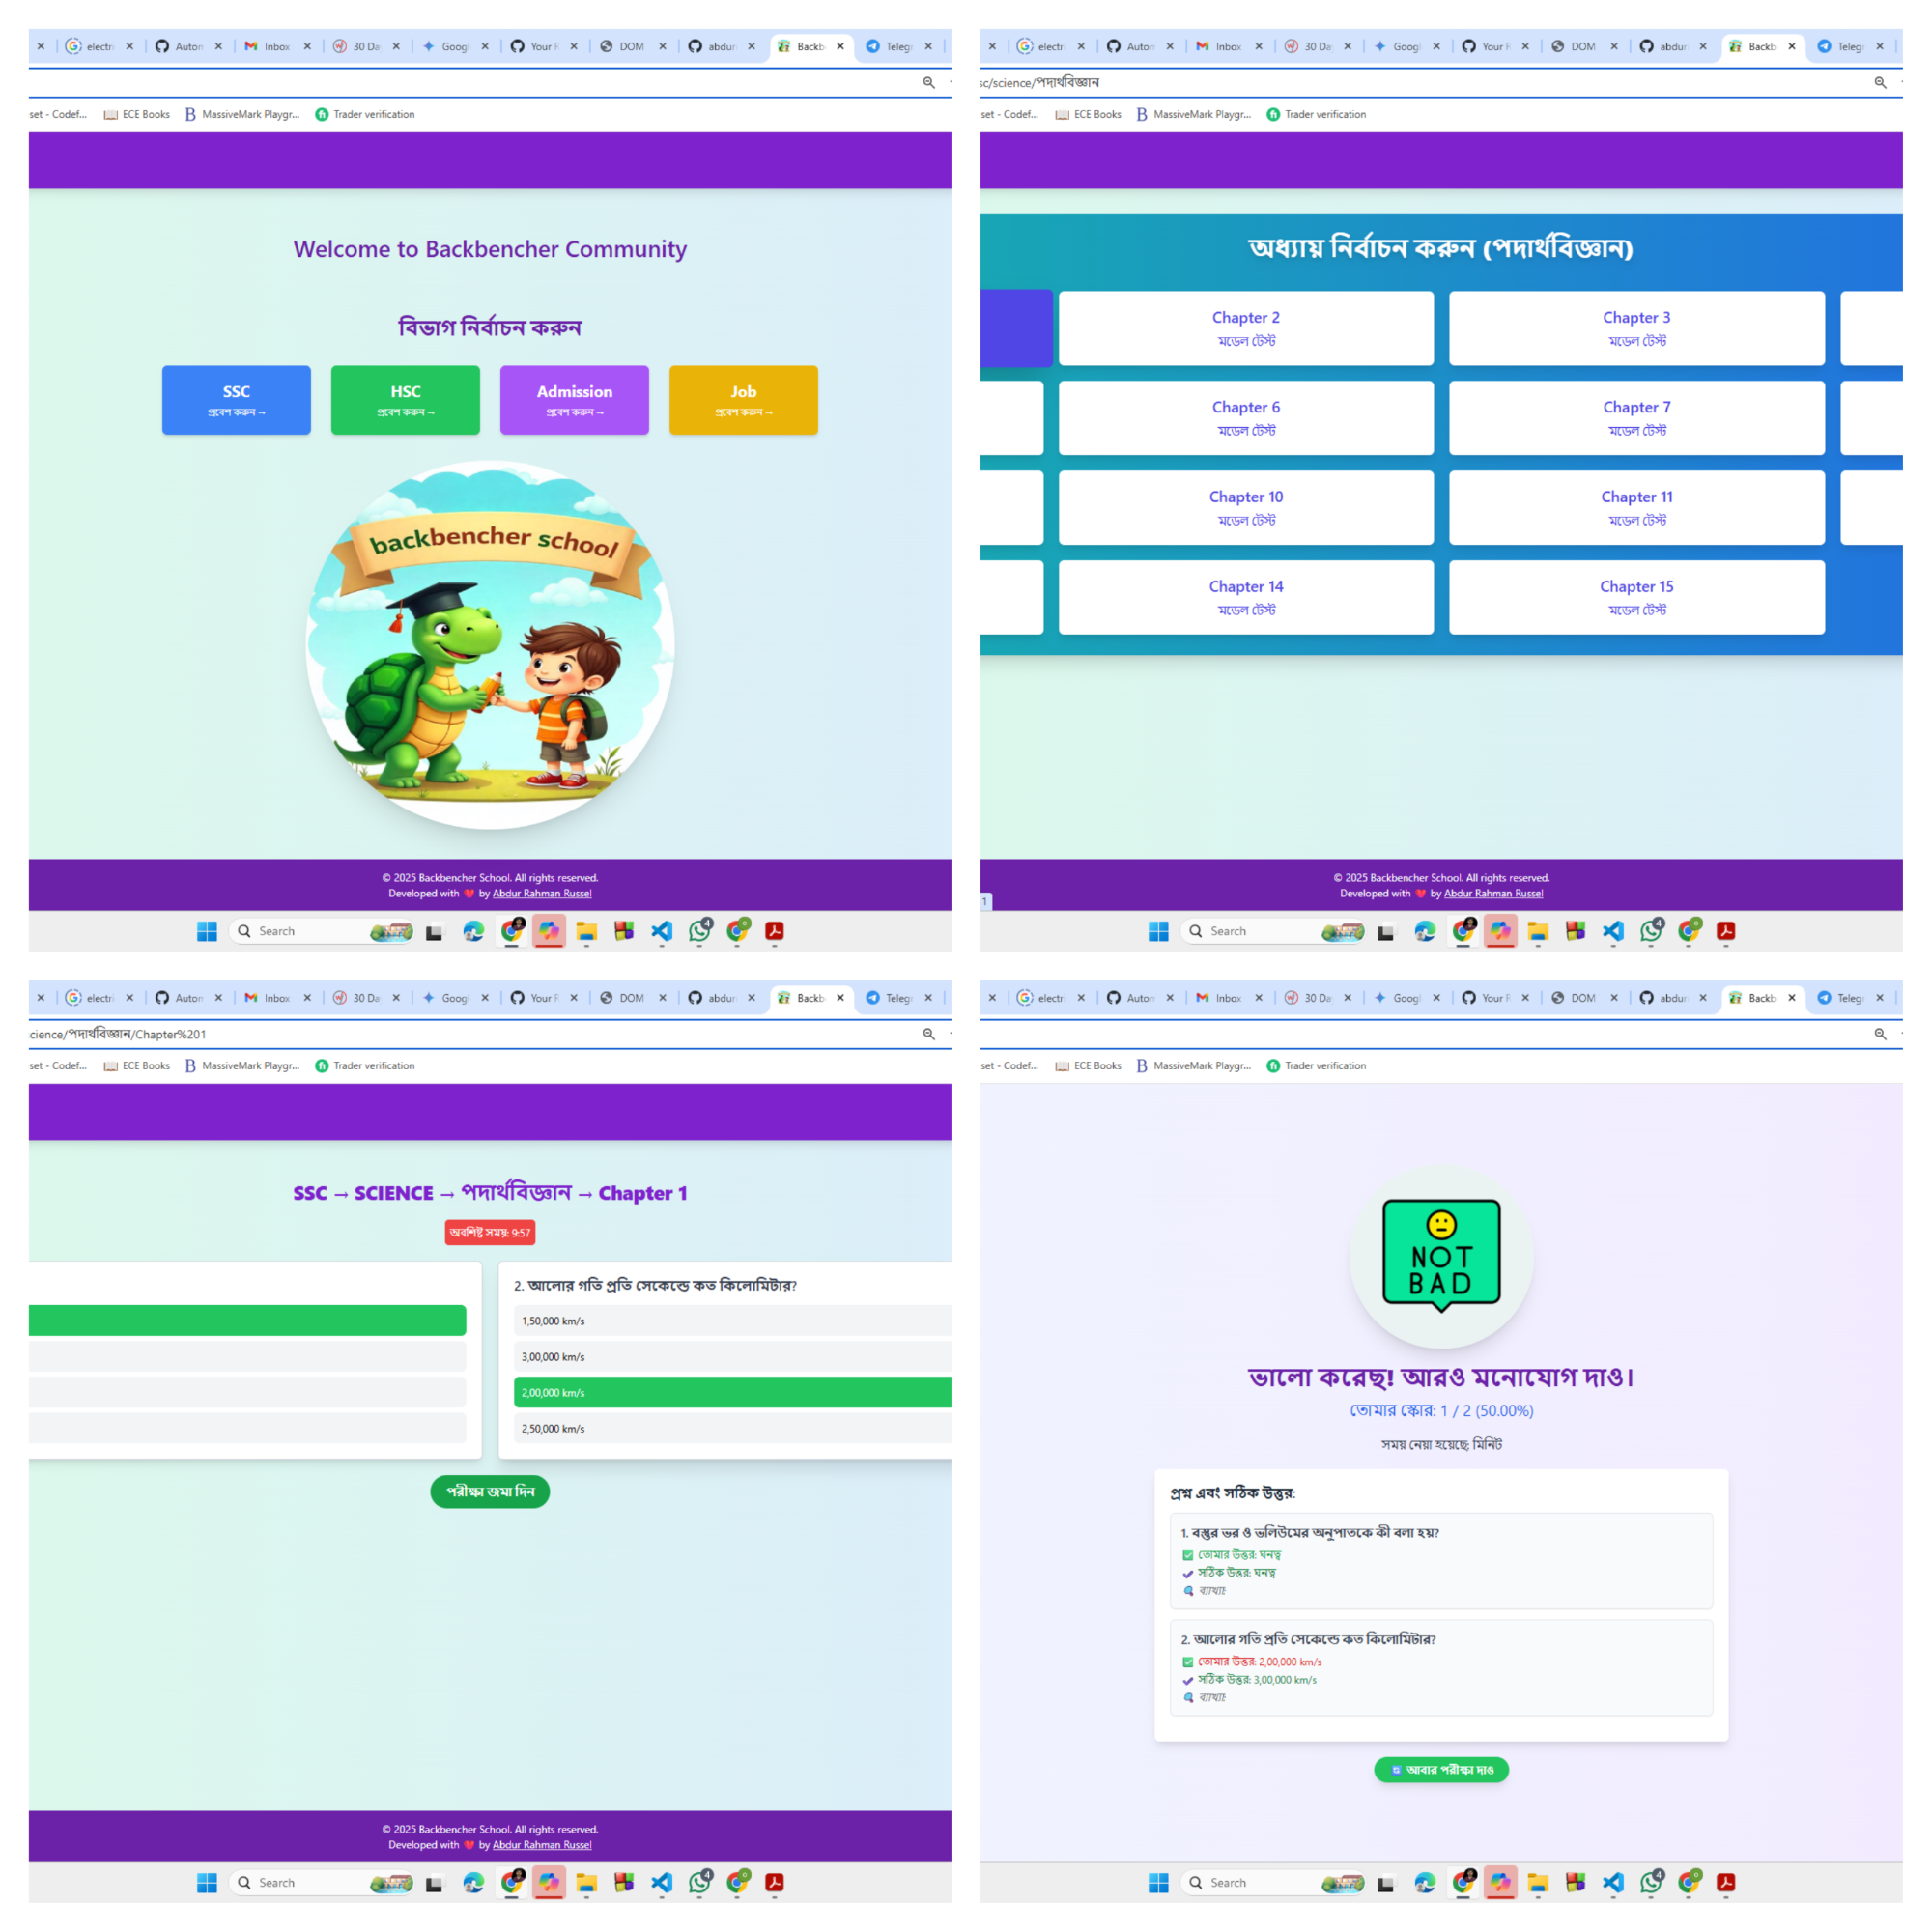 electri
Auton
Inbox
30 Da
Googl
Your F
DOM
abdur
Backb
Telegr
set - Codef...
ECE Books
MassiveMark Playgr...
Trader verification
Welcome to Backbencher Community
বিভাগ নির্বাচন করুন
SSC
প্রবেশ করুন →
HSC
প্রবেশ করুন →
Admission
প্রবেশ করুন →
Job
প্রবেশ করুন →
backbencher school
© 2025 Backbencher School. All rights reserved.
Developed with ❤️ by Abdur Rahman Russel
Search
4
electri
Auton
Inbox
30 Da
Googl
Your F
DOM
abdur
Backb
Telegr
sc/science/পদার্থবিজ্ঞান
set - Codef...
ECE Books
MassiveMark Playgr...
Trader verification
অধ্যায় নির্বাচন করুন (পদার্থবিজ্ঞান)
Chapter 2
মডেল টেস্ট
Chapter 3
মডেল টেস্ট
Chapter 6
মডেল টেস্ট
Chapter 7
মডেল টেস্ট
Chapter 10
মডেল টেস্ট
Chapter 11
মডেল টেস্ট
Chapter 14
মডেল টেস্ট
Chapter 15
মডেল টেস্ট
© 2025 Backbencher School. All rights reserved.
Developed with ❤️ by Abdur Rahman Russel
1
Search
4
electri
Auton
Inbox
30 Da
Googl
Your F
DOM
abdur
Backb
Telegr
cience/পদার্থবিজ্ঞান/Chapter%201
set - Codef...
ECE Books
MassiveMark Playgr...
Trader verification
SSC → SCIENCE → পদার্থবিজ্ঞান → Chapter 1
অবশিষ্ট সময়: 9:57
2. আলোর গতি প্রতি সেকেন্ডে কত কিলোমিটার?
1,50,000 km/s
3,00,000 km/s
2,00,000 km/s
2,50,000 km/s
পরীক্ষা জমা দিন
© 2025 Backbencher School. All rights reserved.
Developed with ❤️ by Abdur Rahman Russel
Search
4
electri
Auton
Inbox
30 Da
Googl
Your F
DOM
abdur
Backb
Telegr
set - Codef...
ECE Books
MassiveMark Playgr...
Trader verification
NOT
BAD
ভালো করেছ! আরও মনোযোগ দাও।
তোমার স্কোর: 1 / 2 (50.00%)
সময় নেয়া হয়েছে: মিনিট
প্রশ্ন এবং সঠিক উত্তর:
1. বস্তুর ভর ও ভলিউমের অনুপাতকে কী বলা হয়?
✅ তোমার উত্তর: ঘনত্ব
✔ সঠিক উত্তর: ঘনত্ব
🔍 ব্যাখ্যা:
2. আলোর গতি প্রতি সেকেন্ডে কত কিলোমিটার?
✅ তোমার উত্তর: 2,00,000 km/s
✔ সঠিক উত্তর: 3,00,000 km/s
🔍 ব্যাখ্যা:
🔄 আবার পরীক্ষা দাও
Search
4